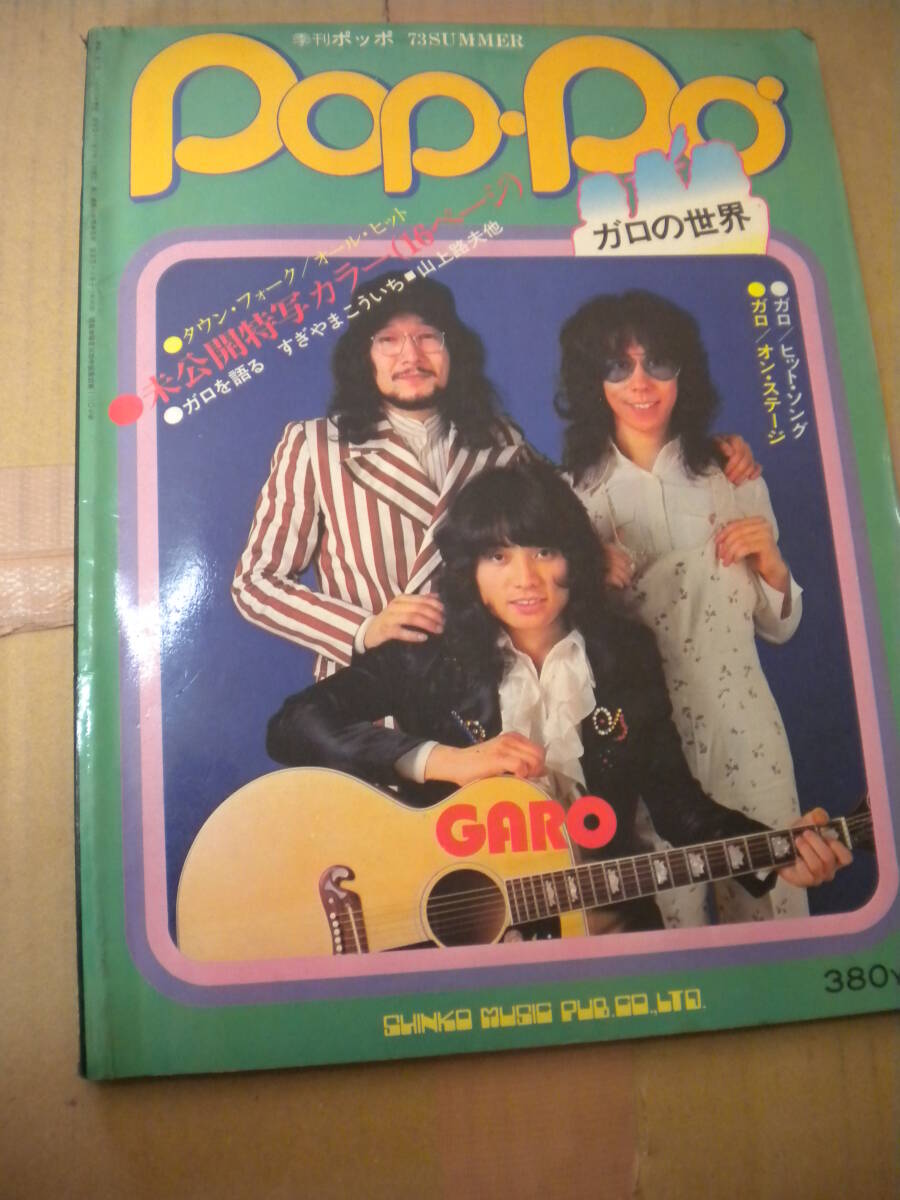 季刊ポッポ 73SUMMER
Pop・Po
ガロ
ガロの世界
●タウン・フォーク/オール・ヒット
●未公開特写カラー(16ページ)
●ガロを語る すぎやまこういち■山上路夫他
●ガロ/ヒット・ソング
●ガロ/オン・ステージ
GARO
380¥
SHINKO MUSIC PUB. CO., LTD.